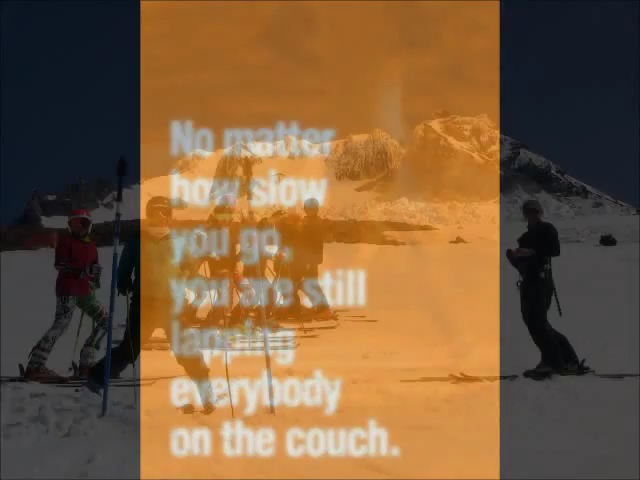 No matter
how slow
you go,
you are still
lapping
everybody
on the couch.